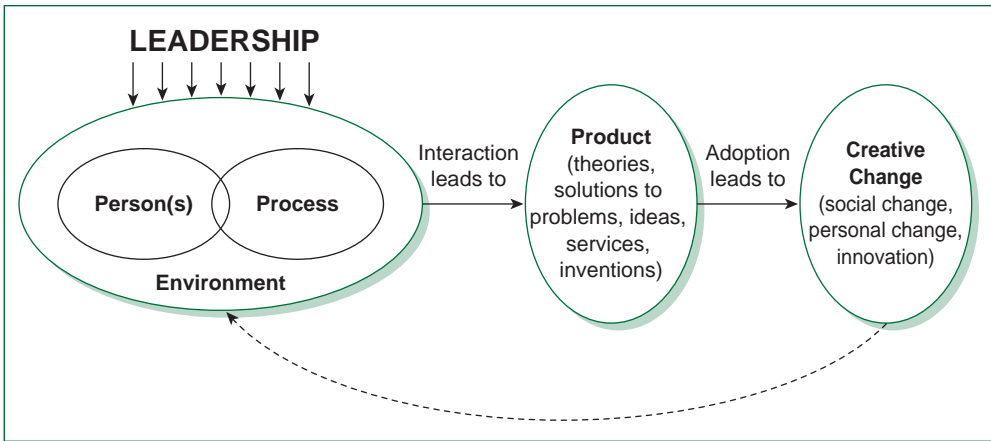 LEADERSHIP
Person(s)
Process
Environment
Interaction
leads to
Product
(theories,
solutions to
problems, ideas,
services,
inventions)
Adoption
leads to
Creative
Change
(social change,
personal change,
innovation)